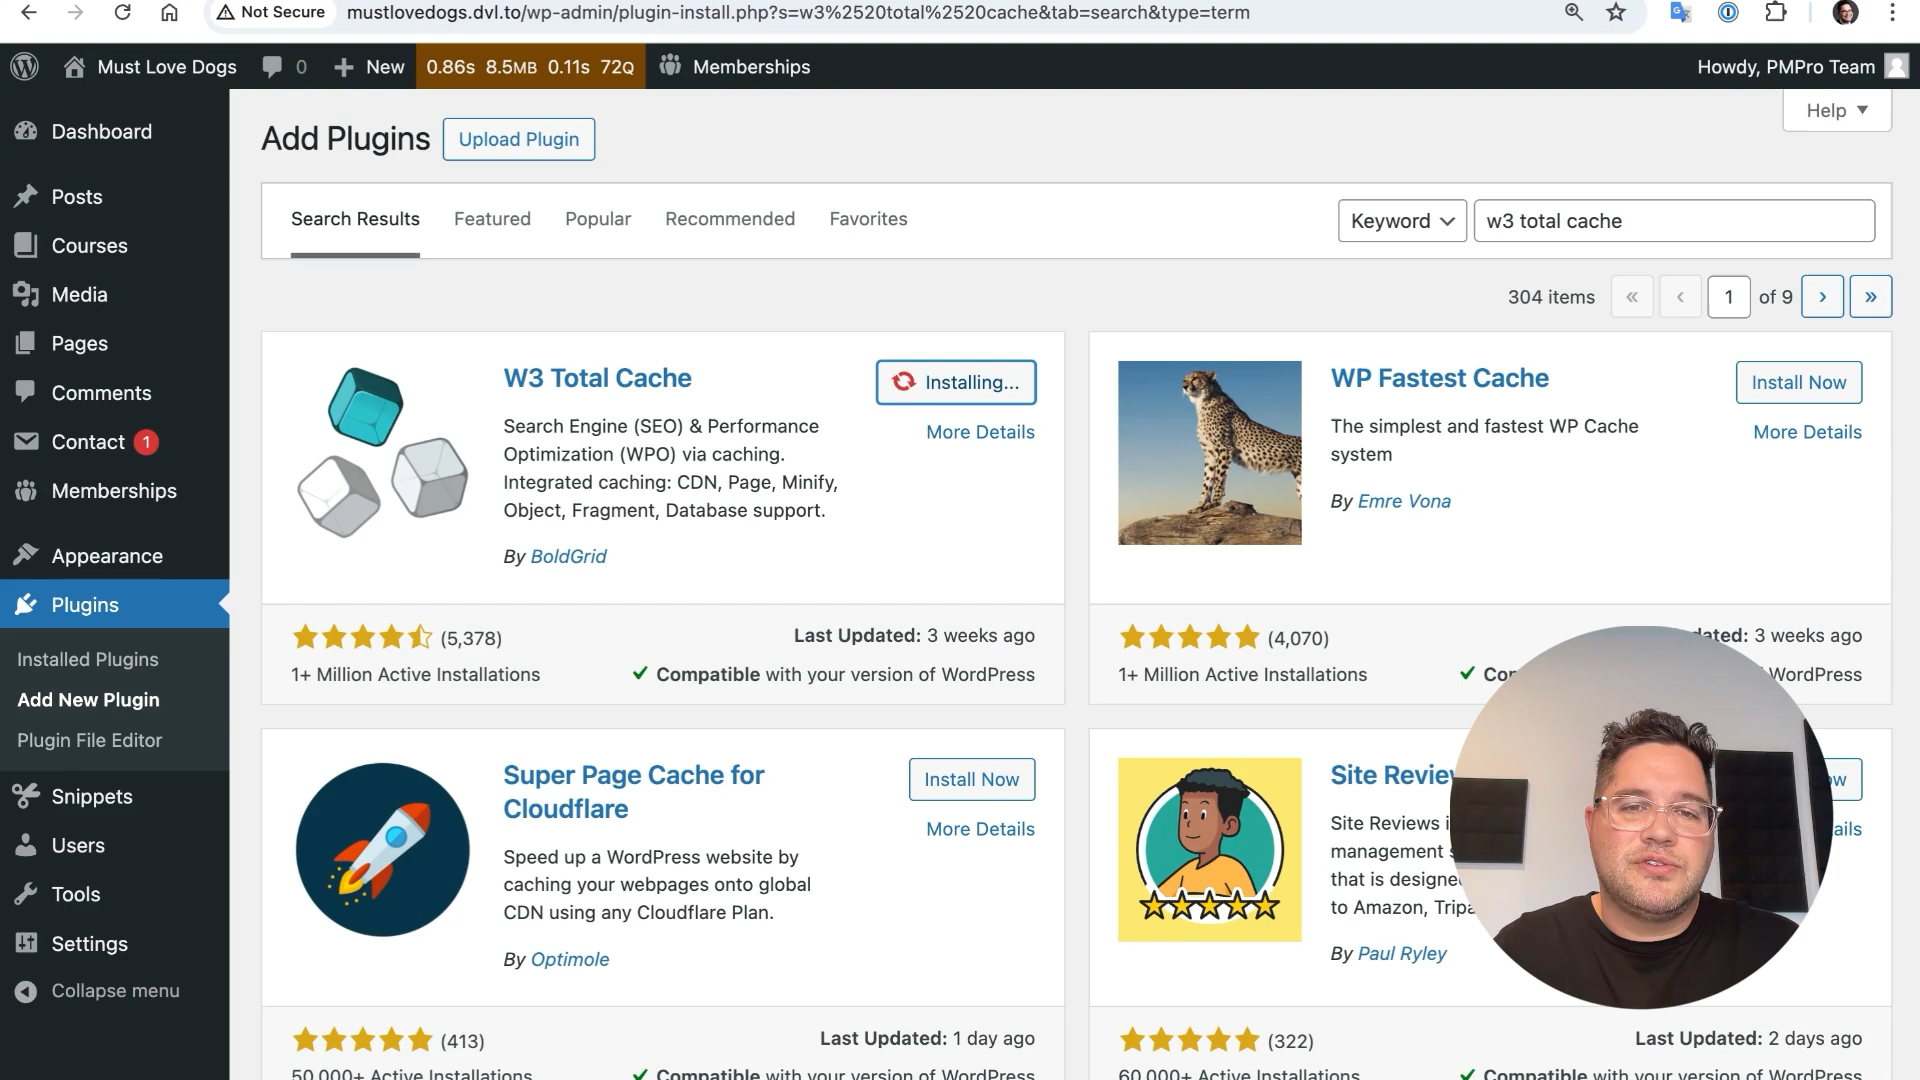 Not Secure mustlovedogs.dvl.to/wp-admin/plugin-install.php?s=w3%2520total%2520cache&tab=search&type=term
Must Love Dogs 0 New 0.86s 8.5MB 0.11s 72Q Memberships Howdy, PMPro Team
Dashboard
Posts
Courses
Media
Pages
Comments
Contact 1
Memberships
Appearance
Plugins
Installed Plugins
Add New Plugin
Plugin File Editor
Snippets
Users
Tools
Settings
Collapse menu
Help
Add Plugins Upload Plugin
Search Results Featured Popular Recommended Favorites Keyword w3 total cache
304 items « ‹ 1 of 9 › »
W3 Total Cache
Installing...
More Details
Search Engine (SEO) & Performance
Optimization (WPO) via caching.
Integrated caching: CDN, Page, Minify,
Object, Fragment, Database support.
By BoldGrid
(5,378) Last Updated: 3 weeks ago
1+ Million Active Installations Compatible with your version of WordPress
WP Fastest Cache
Install Now
More Details
The simplest and fastest WP Cache
system
By Emre Vona
(4,070) dated: 3 weeks ago
1+ Million Active Installations Cor WordPress
Super Page Cache for
Cloudflare
Install Now
More Details
Speed up a WordPress website by
caching your webpages onto global
CDN using any Cloudflare Plan.
By Optimole
(413) Last Updated: 1 day ago
50,000+ Active Installations Compatible with your version of WordPress
Site Review
ow
ails
Site Reviews i
management s
that is designe
to Amazon, Tripa
By Paul Ryley
(322) Last Updated: 2 days ago
60,000+ Active Installations Compatible with your version of WordPress